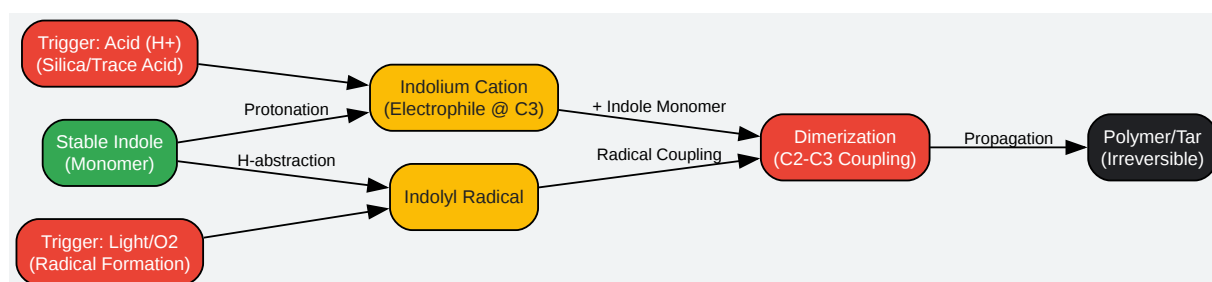 Trigger: Acid (H+)
(Silica/Trace Acid)
Stable Indole
(Monomer)
Trigger: Light/O2
(Radical Formation)
Protonation
H-abstraction
Indolium Cation
(Electrophile @ C3)
Indolyl Radical
+ Indole Monomer
Radical Coupling
Dimerization
(C2-C3 Coupling)
Propagation
Polymer/Tar
(Irreversible)